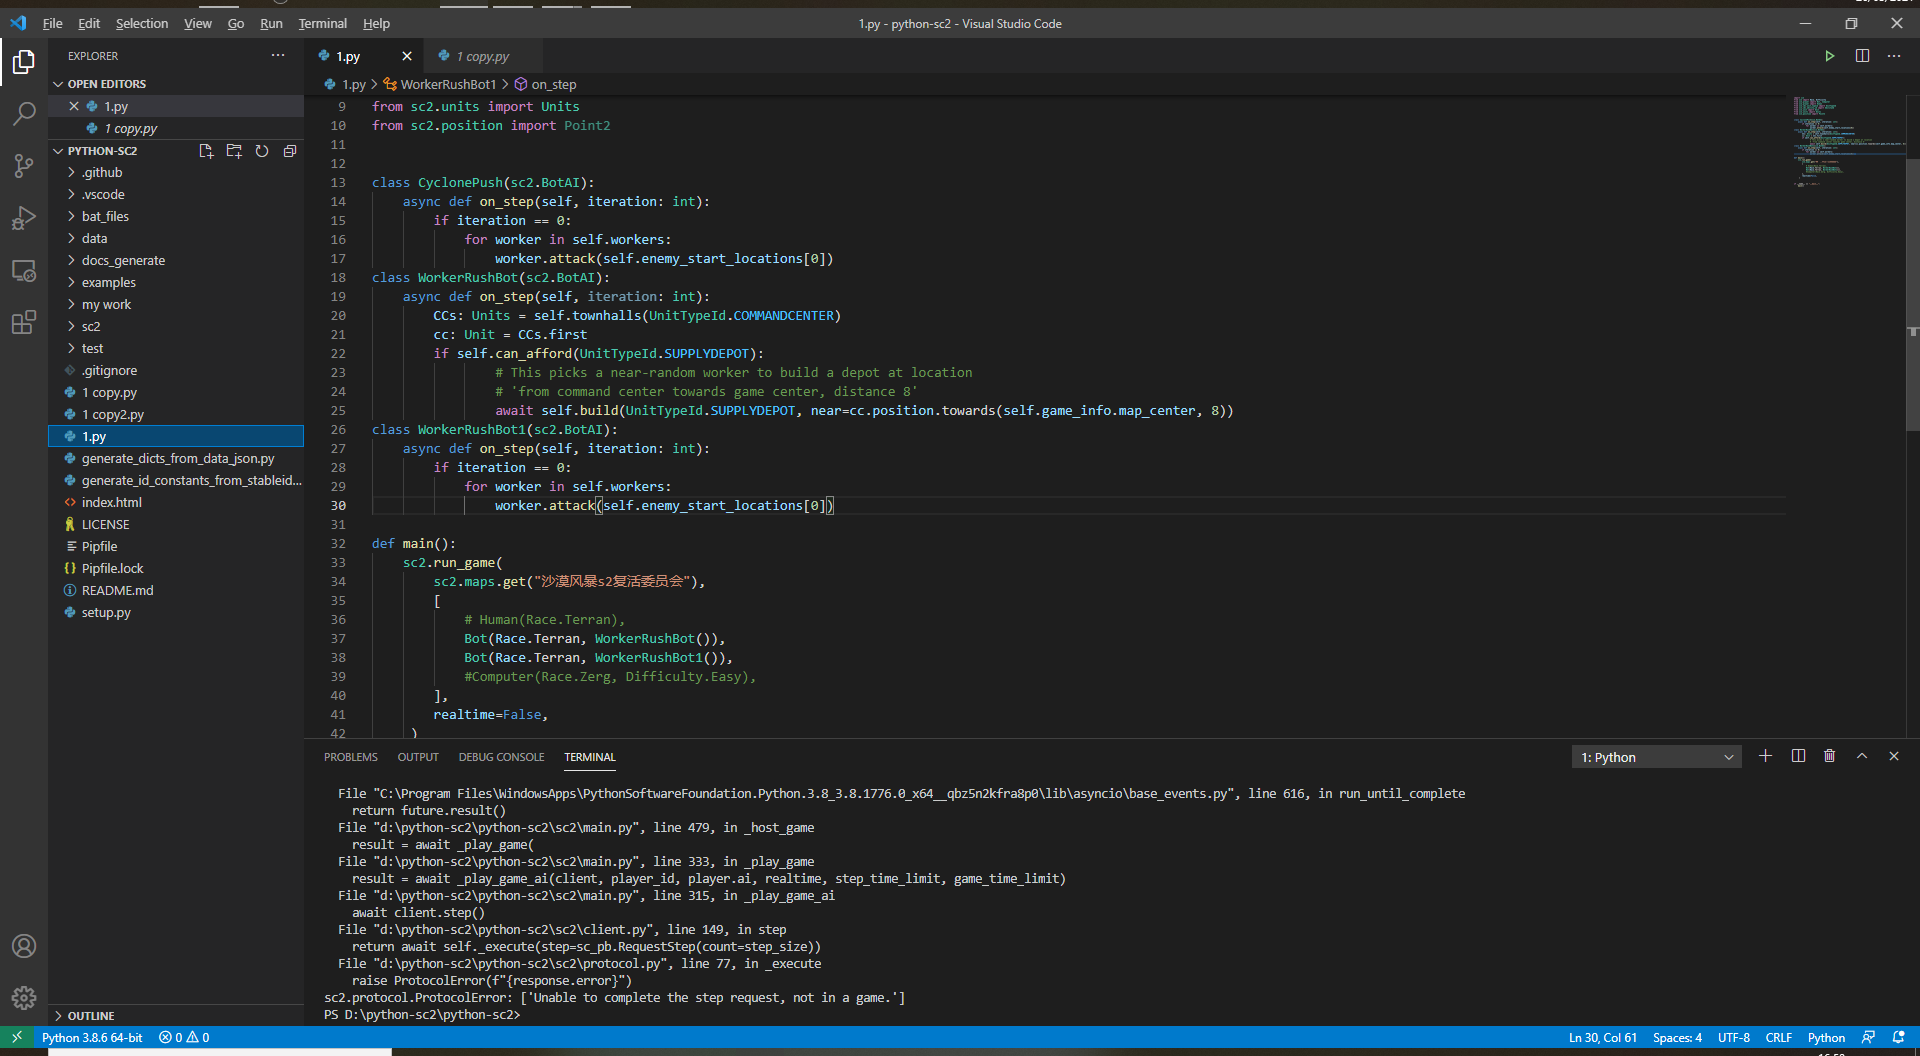 File Edit Selection View Go Run Terminal Help
1.py - python-sc2 - Visual Studio Code
EXPLORER
OPEN EDITORS
1.py
1 copy.py
PYTHON-SC2
.github
.vscode
bat_files
data
docs_generate
examples
my work
sc2
test
.gitignore
1 copy.py
1 copy2.py
1.py
generate_dicts_from_data_json.py
generate_id_constants_from_stableid...
index.html
LICENSE
Pipfile
Pipfile.lock
README.md
setup.py
OUTLINE
1.py
1 copy.py
1.py > WorkerRushBot1 > on_step
9 from sc2.units import Units
10 from sc2.position import Point2
11
12
13 class CyclonePush(sc2.BotAI):
14 async def on_step(self, iteration: int):
15 if iteration == 0:
16 for worker in self.workers:
17 worker.attack(self.enemy_start_locations[0])
18 class WorkerRushBot(sc2.BotAI):
19 async def on_step(self, iteration: int):
20 CCs: Units = self.townhalls(UnitTypeId.COMMANDCENTER)
21 cc: Unit = CCs.first
22 if self.can_afford(UnitTypeId.SUPPLYDEPOT):
23 # This picks a near-random worker to build a depot at location
24 # 'from command center towards game center, distance 8'
25 await self.build(UnitTypeId.SUPPLYDEPOT, near=cc.position.towards(self.game_info.map_center, 8))
26 class WorkerRushBot1(sc2.BotAI):
27 async def on_step(self, iteration: int):
28 if iteration == 0:
29 for worker in self.workers:
30 worker.attack(self.enemy_start_locations[0])
31
32 def main():
33 sc2.run_game(
34 sc2.maps.get("沙漠风暴s2复活委员会"),
35 [
36 # Human(Race.Terran),
37 Bot(Race.Terran, WorkerRushBot()),
38 Bot(Race.Terran, WorkerRushBot1()),
39 #Computer(Race.Zerg, Difficulty.Easy),
40 ],
41 realtime=False,
42 )
PROBLEMS OUTPUT DEBUG CONSOLE TERMINAL
1: Python
File "C:\Program Files\WindowsApps\PythonSoftwareFoundation.Python.3.8_3.8.1776.0_x64__qbz5n2kfra8p0\lib\asyncio\base_events.py", line 616, in run_until_complete
return future.result()
File "d:\python-sc2\python-sc2\sc2\main.py", line 479, in _host_game
result = await _play_game(
File "d:\python-sc2\python-sc2\sc2\main.py", line 333, in _play_game
result = await _play_game_ai(client, player_id, player.ai, realtime, step_time_limit, game_time_limit)
File "d:\python-sc2\python-sc2\sc2\main.py", line 315, in _play_game_ai
await client.step()
File "d:\python-sc2\python-sc2\sc2\client.py", line 149, in step
return await self._execute(step=sc_pb.RequestStep(count=step_size))
File "d:\python-sc2\python-sc2\sc2\protocol.py", line 77, in _execute
raise ProtocolError(f"{response.error}")
sc2.protocol.ProtocolError: ['Unable to complete the step request, not in a game.']
PS D:\python-sc2\python-sc2>
Python 3.8.6 64-bit 0 0
Ln 30, Col 61 Spaces: 4 UTF-8 CRLF Python